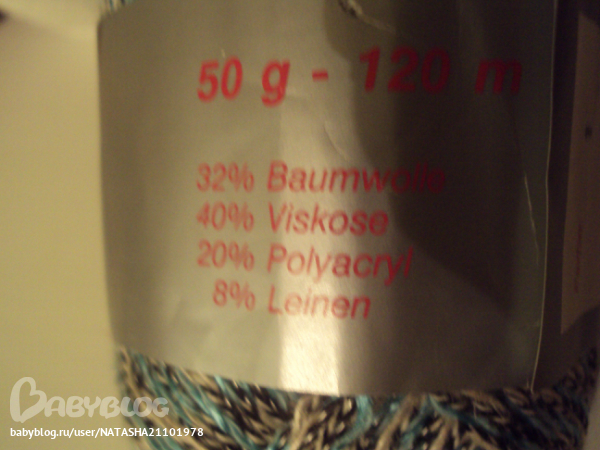 50 g - 120 m
32% Baumwolle
40% Viskose
20% Polyacryl
8% Leinen
BABYBLOG
babyblog.ru/user/NATASHA21101978